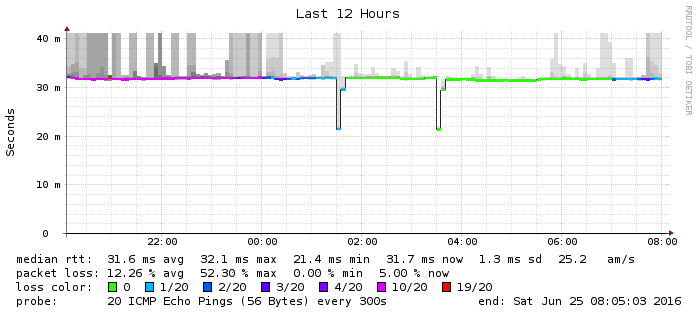 Last 12 Hours
RRDTOOL / TOBI OETIKER
Seconds
40 m
30 m
20 m
10 m
0
22:00 00:00 02:00 04:00 06:00 08:00
median rtt: 31.6 ms avg 32.1 ms max 21.4 ms min 31.7 ms now 1.3 ms sd 25.2 am/s
packet loss: 12.26 % avg 52.30 % max 0.00 % min 5.00 % now
loss color: 0 1/20 2/20 3/20 4/20 10/20 19/20
probe: 20 ICMP Echo Pings (56 Bytes) every 300s end: Sat Jun 25 08:05:03 2016